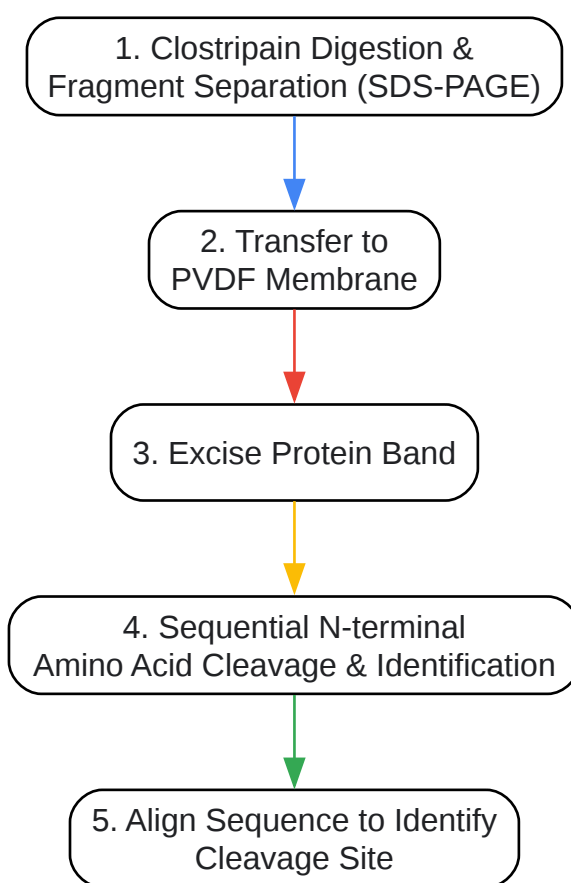 1. Clostripain Digestion &
Fragment Separation (SDS-PAGE)
2. Transfer to
PVDF Membrane
3. Excise Protein Band
4. Sequential N-terminal
Amino Acid Cleavage & Identification
5. Align Sequence to Identify
Cleavage Site